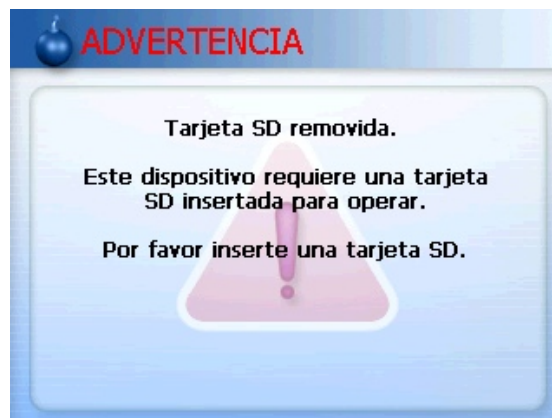 ADVERTENCIA
Tarjeta SD removida.
Este dispositivo requiere una tarjeta
SD insertada para operar.
Por favor inserte una tarjeta SD.